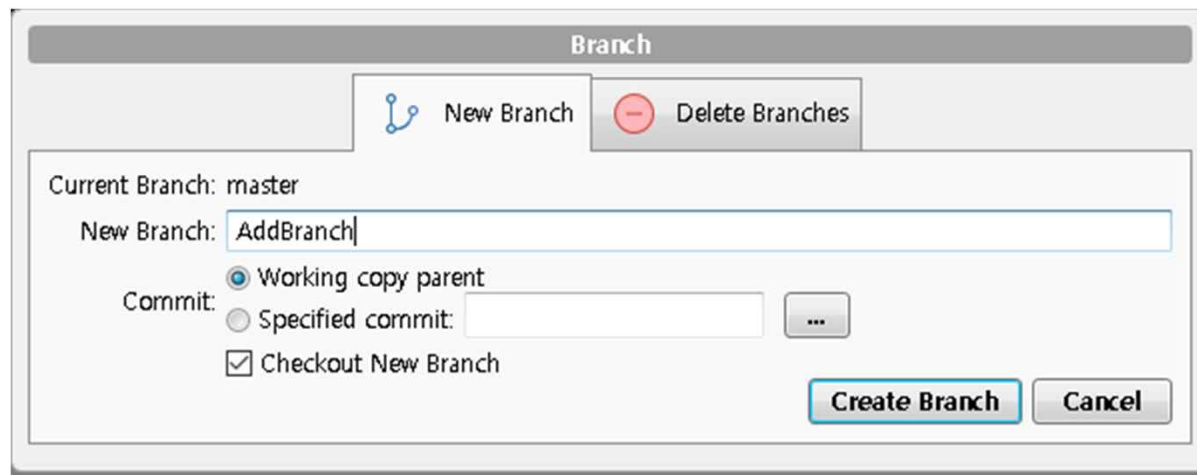 Branch
New Branch Delete Branches
Current Branch: master
New Branch: AddBranch
Commit:
Working copy parent
Specified commit: ...
Checkout New Branch
Create Branch Cancel